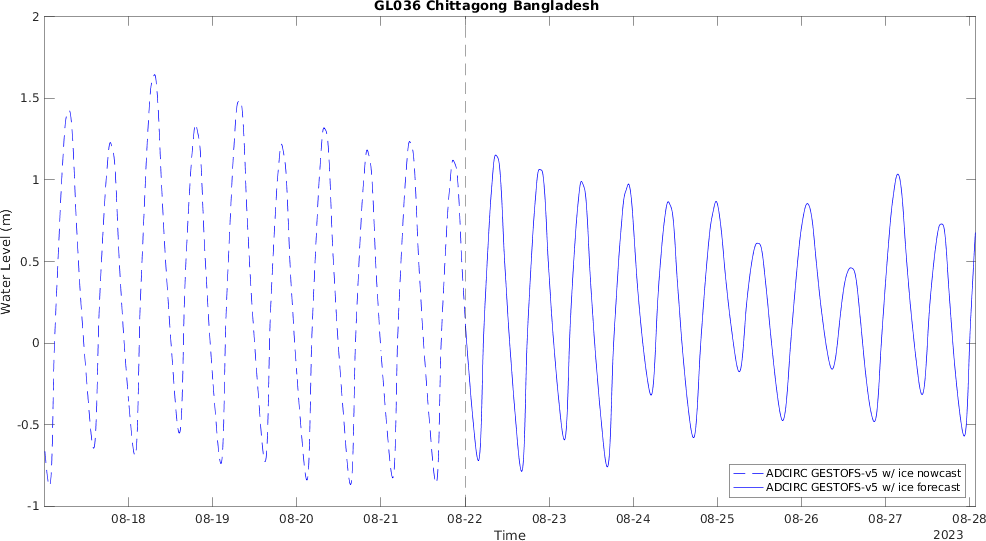 GL036 Chittagong Bangladesh
2
1.5
1
0.5
0
-0.5
-1
Water Level (m)
ADCIRC GESTOFS-v5 w/ ice nowcast
ADCIRC GESTOFS-v5 w/ ice forecast
08-18 08-19 08-20 08-21 08-22 08-23 08-24 08-25 08-26 08-27 08-28
Time
2023